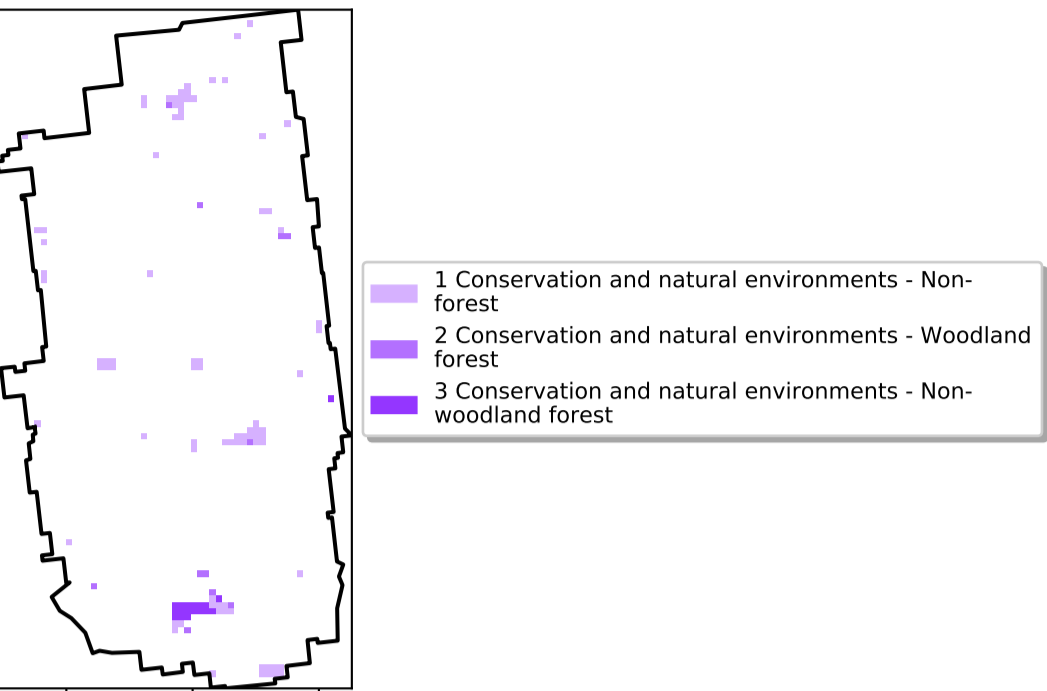 1 Conservation and natural environments - Non-
forest
2 Conservation and natural environments - Woodland
forest
3 Conservation and natural environments - Non-
woodland forest